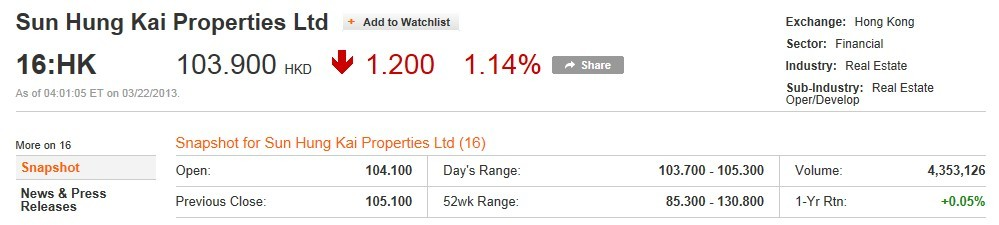 Sun Hung Kai Properties Ltd + Add to Watchlist
16:HK 103.900 HKD 1.200 1.14% Share
As of 04:01:05 ET on 03/22/2013.
Exchange: Hong Kong
Sector: Financial
Industry: Real Estate
Sub-Industry: Real Estate
Oper/Develop
More on 16
Snapshot
News & Press
Releases
Snapshot for Sun Hung Kai Properties Ltd (16)
Open: 104.100 Day's Range: 103.700 - 105.300 Volume: 4,353,126
Previous Close: 105.100 52wk Range: 85.300 - 130.800 1-Yr Rtn: +0.05%